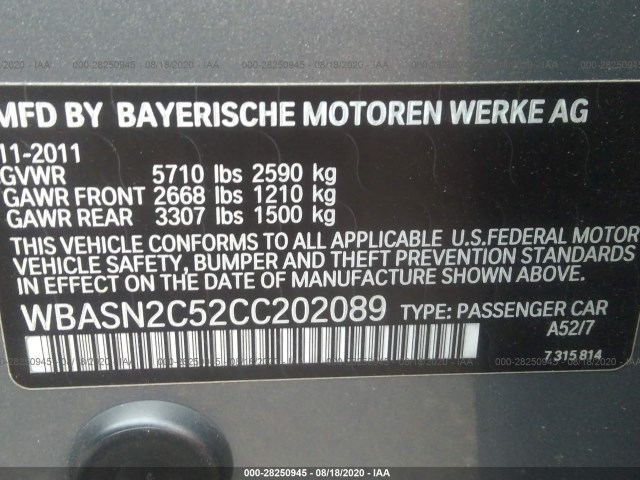 MFD BY BAYERISCHE MOTOREN WERKE AG
11-2011
GVWR 5710 lbs 2590 kg
GAWR FRONT 2668 lbs 1210 kg
GAWR REAR 3307 lbs 1500 kg
THIS VEHICLE CONFORMS TO ALL APPLICABLE U.S.FEDERAL MOTOR
VEHICLE SAFETY, BUMPER AND THEFT PREVENTION STANDARDS
IN EFFECT ON THE DATE OF MANUFACTURE SHOWN ABOVE.
WBASN2C52CC202089 TYPE: PASSENGER CAR
A52/7
7 315 814
000-28250945 - 08/18/2020 - IAA